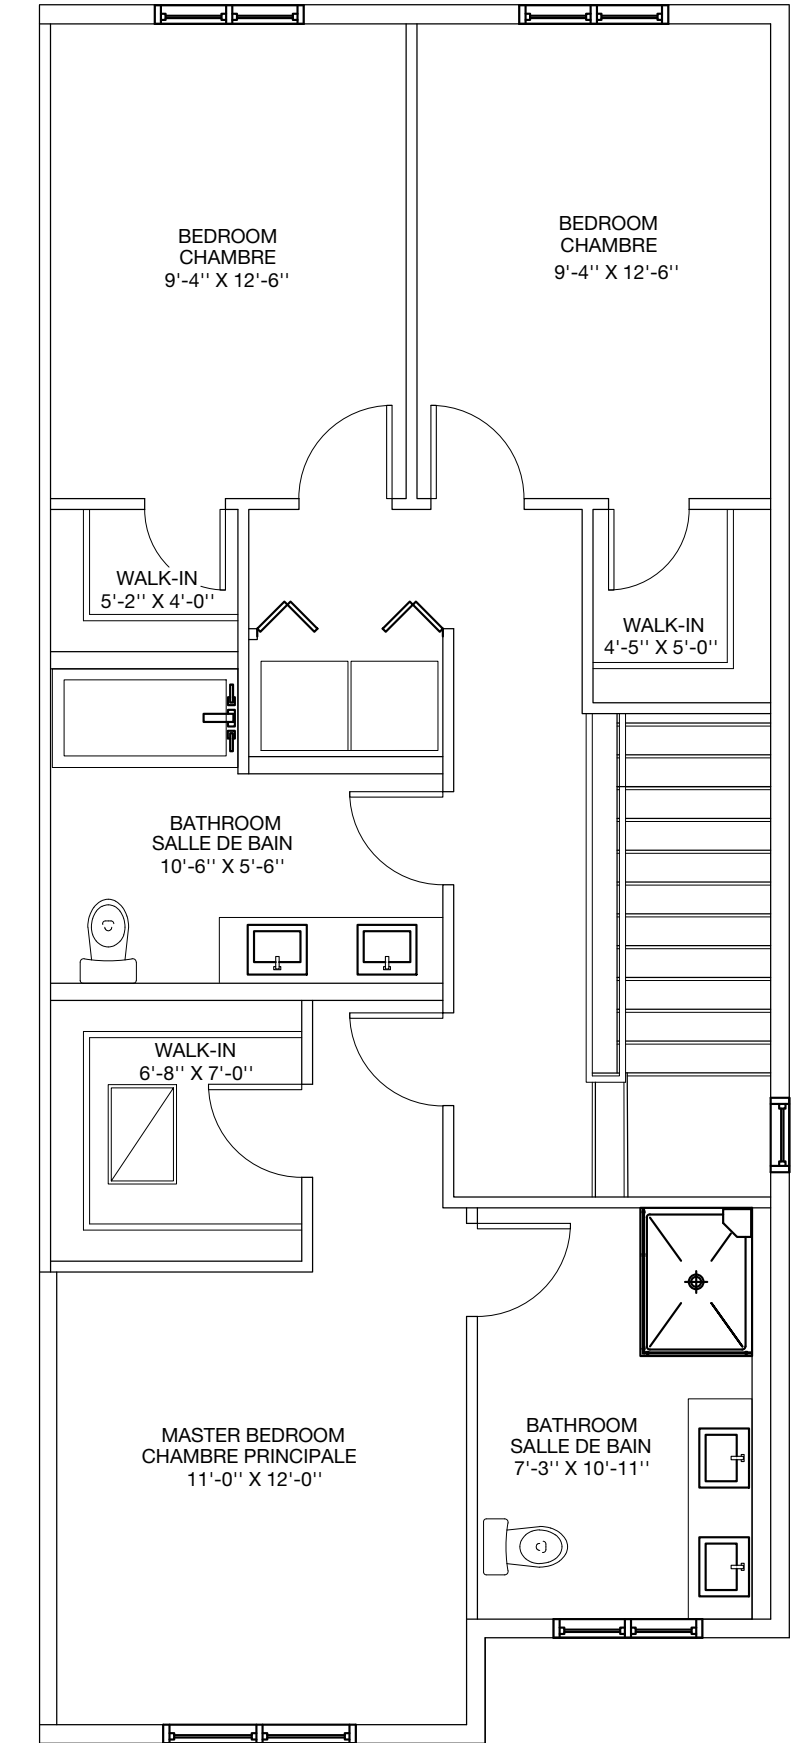 BEDROOM
CHAMBRE
9'-4'' X 12'-6''
BEDROOM
CHAMBRE
9'-4'' X 12'-6''
WALK-IN
5'-2'' X 4'-0''
WALK-IN
4'-5'' X 5'-0''
BATHROOM
SALLE DE BAIN
10'-6'' X 5'-6''
WALK-IN
6'-8'' X 7'-0''
MASTER BEDROOM
CHAMBRE PRINCIPALE
11'-0'' X 12'-0''
BATHROOM
SALLE DE BAIN
7'-3'' X 10'-11''